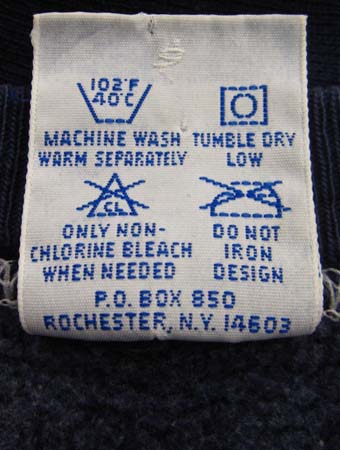 102°F
40°C
MACHINE WASH
WARM SEPARATELY
TUMBLE DRY
LOW
CL
ONLY NON-
CHLORINE BLEACH
WHEN NEEDED
DO NOT
IRON
DESIGN
P.O. BOX 850
ROCHESTER, N.Y. 14603